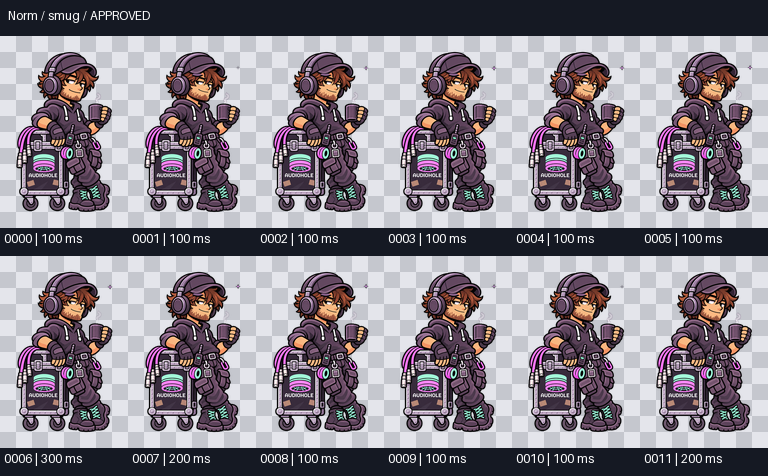 Norm / smug / APPROVED
AUDIOHOLE
AUDIOHOLE
AUDIOHOLE
AUDIOHOLE
AUDIOHOLE
AUDIOHOLE
0000 | 100 ms
0001 | 100 ms
0002 | 100 ms
0003 | 100 ms
0004 | 100 ms
0005 | 100 ms
AUDIOHOLE
AUDIOHOLE
AUDIOHOLE
AUDIOHOLE
AUDIOHOLE
AUDIOHOLE
0006 | 300 ms
0007 | 200 ms
0008 | 100 ms
0009 | 100 ms
0010 | 100 ms
0011 | 200 ms